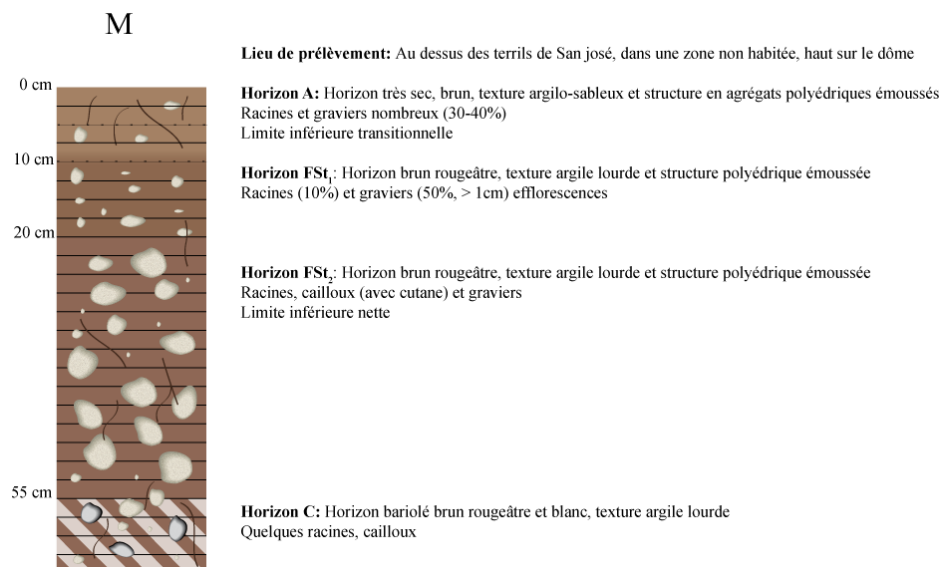 M
Lieu de prélèvement: Au dessus des terrils de San josé, dans une zone non habitée, haut sur le dôme
0 cm
Horizon A: Horizon très sec, brun, texture argilo-sableux et structure en agrégats polyédriques émoussés
Racines et graviers nombreux (30-40%)
Limite inférieure transitionnelle
10 cm
Horizon FSt₁: Horizon brun rougeâtre, texture argile lourde et structure polyédrique émoussée
Racines (10%) et graviers (50%, > 1cm) efflorescences
20 cm
Horizon FSt₂: Horizon brun rougeâtre, texture argile lourde et structure polyédrique émoussée
Racines, cailloux (avec cutane) et graviers
Limite inférieure nette
55 cm
Horizon C: Horizon bariolé brun rougeâtre et blanc, texture argile lourde
Quelques racines, cailloux